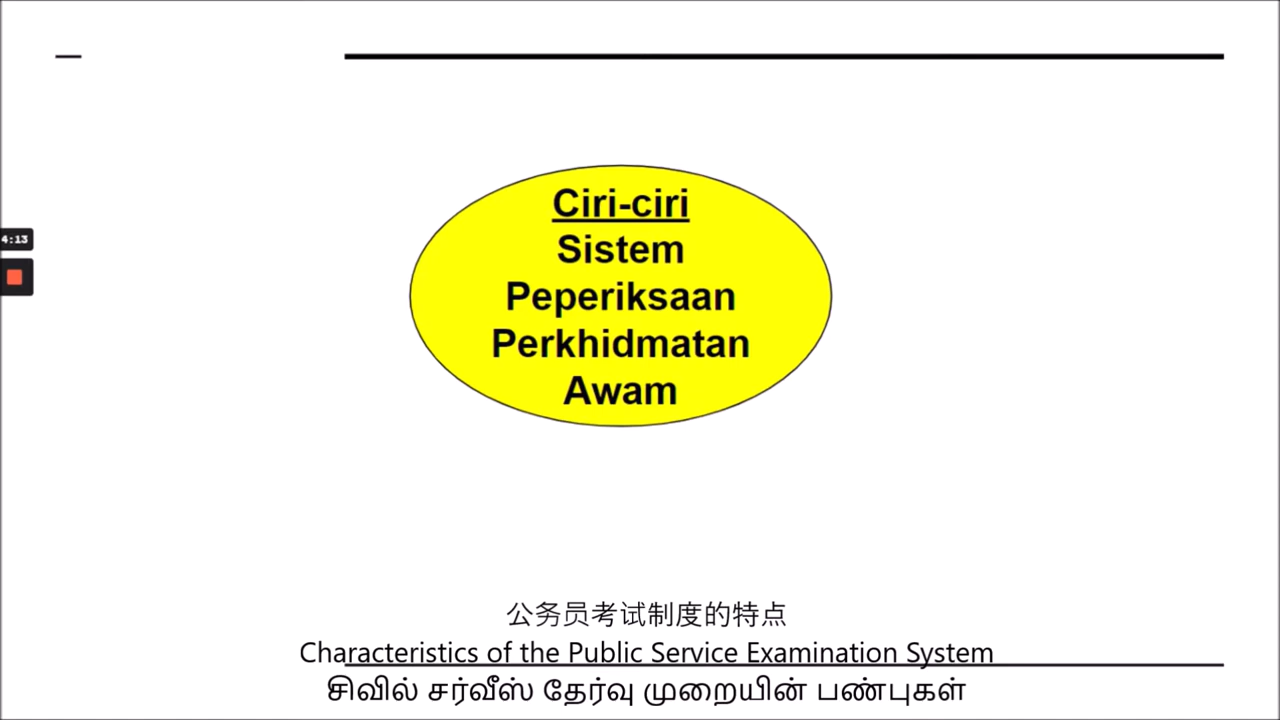 4:13
Ciri-ciri
Sistem
Peperiksaan
Perkhidmatan
Awam
公务员考试制度的特点
Characteristics of the Public Service Examination System
சிவில் சர்வீஸ் தேர்வு முறையின் பண்புகள்